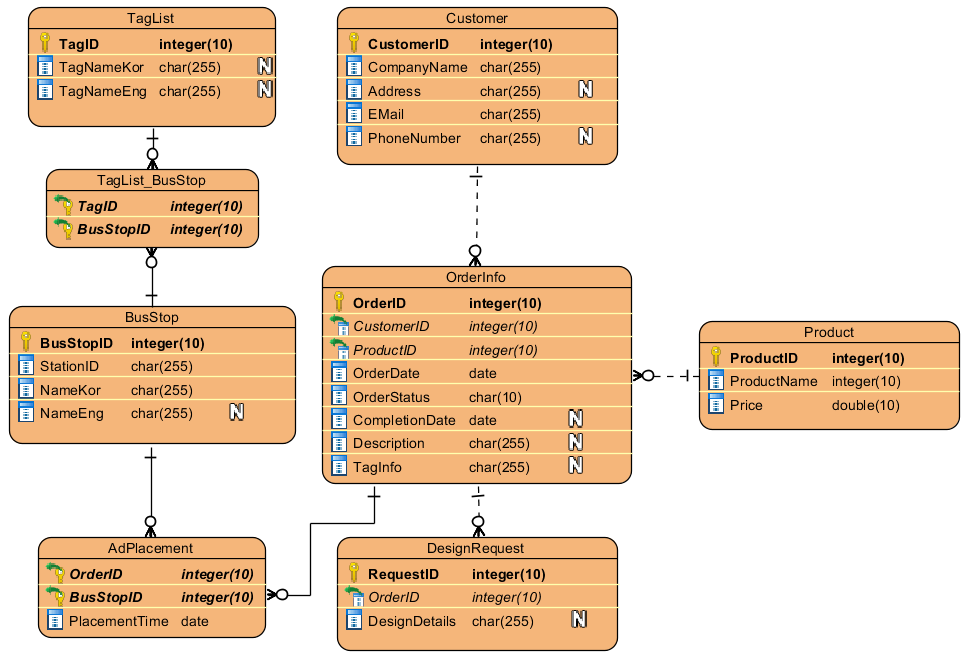 TagList
TagID integer(10)
TagNameKor char(255) N
TagNameEng char(255) N
Customer
CustomerID integer(10)
CompanyName char(255)
Address char(255) N
EMail char(255)
PhoneNumber char(255) N
TagList_BusStop
TagID integer(10)
BusStopID integer(10)
BusStop
BusStopID integer(10)
StationID char(255)
NameKor char(255)
NameEng char(255) N
OrderInfo
OrderID integer(10)
CustomerID integer(10)
ProductID integer(10)
OrderDate date
OrderStatus char(10)
CompletionDate date N
Description char(255) N
TagInfo char(255) N
Product
ProductID integer(10)
ProductName integer(10)
Price double(10)
AdPlacement
OrderID integer(10)
BusStopID integer(10)
PlacementTime date
DesignRequest
RequestID integer(10)
OrderID integer(10)
DesignDetails char(255) N